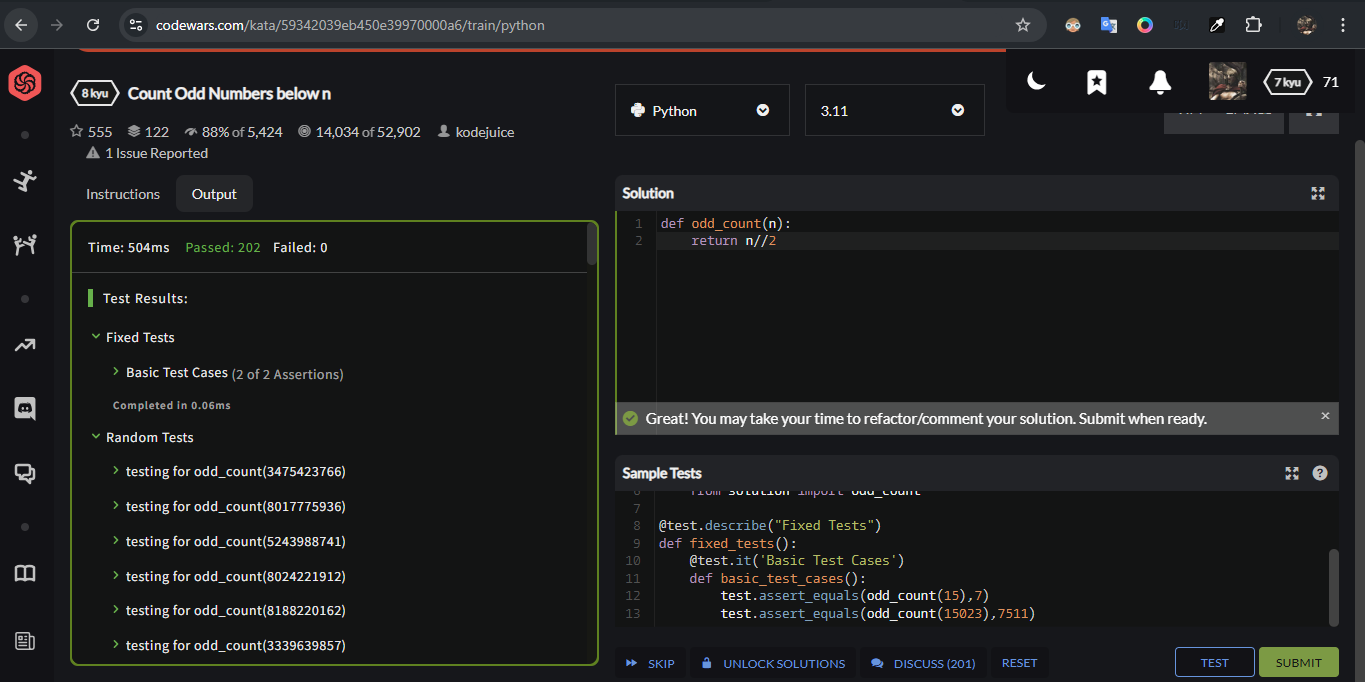 codewars.com/kata/59342039eb450e39970000a6/train/python
8 kyu
Count Odd Numbers below n
555
122
88% of 5,424
14,034 of 52,902
kodejuice
1 Issue Reported
Python
3.11
7 kyu
71
Instructions
Output
Time: 504ms Passed: 202 Failed: 0
Test Results:
Fixed Tests
Basic Test Cases (2 of 2 Assertions)
Completed in 0.06ms
Random Tests
testing for odd_count(3475423766)
testing for odd_count(8017775936)
testing for odd_count(5243988741)
testing for odd_count(8024221912)
testing for odd_count(8188220162)
testing for odd_count(3339639857)
Solution
1 def odd_count(n):
2 return n//2
Great! You may take your time to refactor/comment your solution. Submit when ready.
Sample Tests
6 from solution import odd_count
7
8 @test.describe("Fixed Tests")
9 def fixed_tests():
10 @test.it('Basic Test Cases')
11 def basic_test_cases():
12 test.assert_equals(odd_count(15),7)
13 test.assert_equals(odd_count(15023),7511)
SKIP
UNLOCK SOLUTIONS
DISCUSS (201)
RESET
TEST
SUBMIT